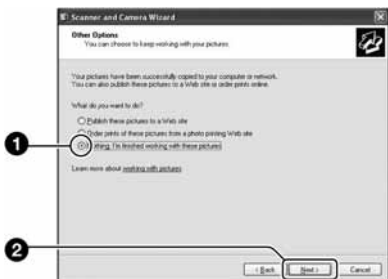 Scanner and Camera Wizard
Other Options
You can choose to keep working with your pictures.
Your pictures have been successfully copied to your computer or network.
You can also publish these pictures to a Web site or order prints online.
What do you want to do?
Publish these pictures to a Web site
Order prints of these pictures from a photo printing Web site
1
thing. I'm finished working with these pictures
Learn more about working with pictures
2
< Back Next > Cancel